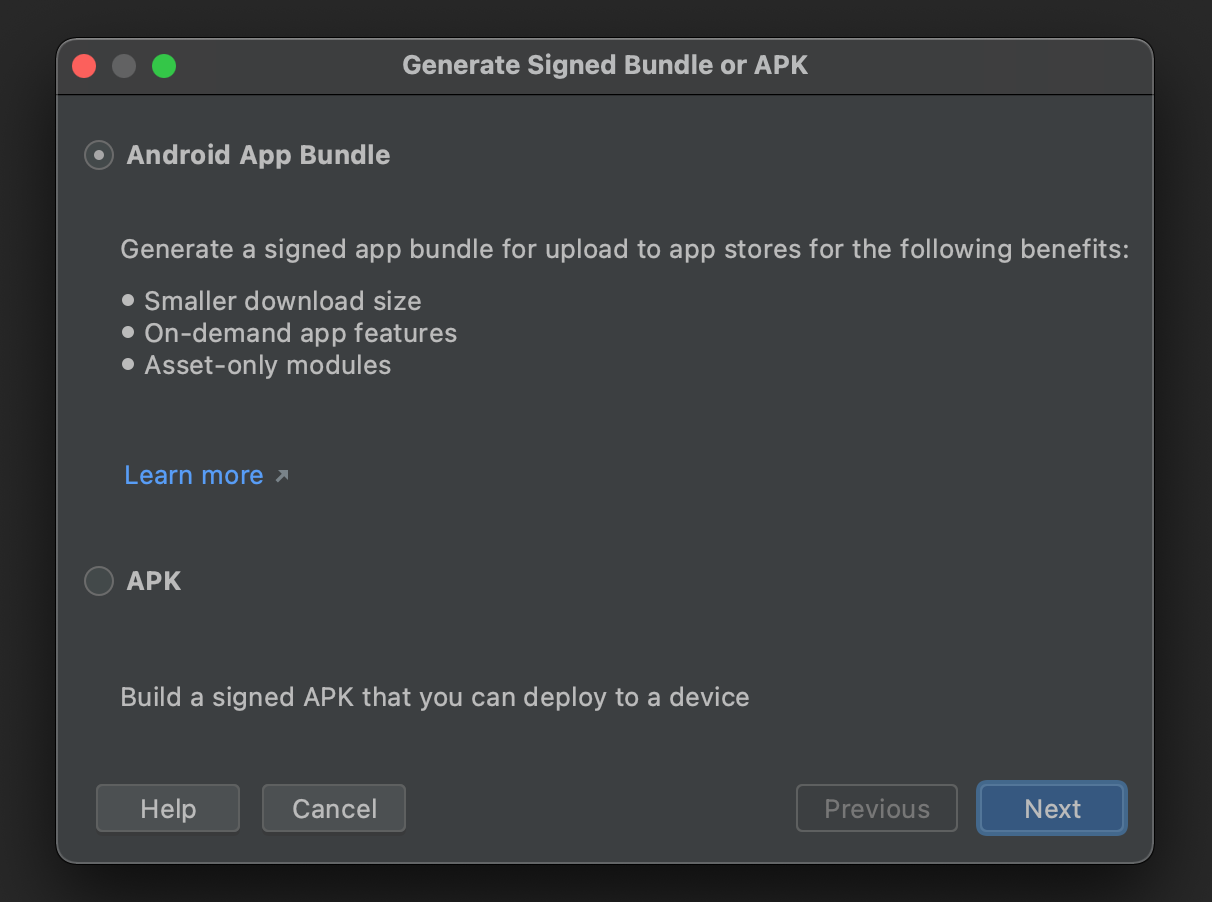 Generate Signed Bundle or APK
Android App Bundle
Generate a signed app bundle for upload to app stores for the following benefits:
• Smaller download size
• On-demand app features
• Asset-only modules
Learn more ↗
APK
Build a signed APK that you can deploy to a device
Help Cancel Previous Next